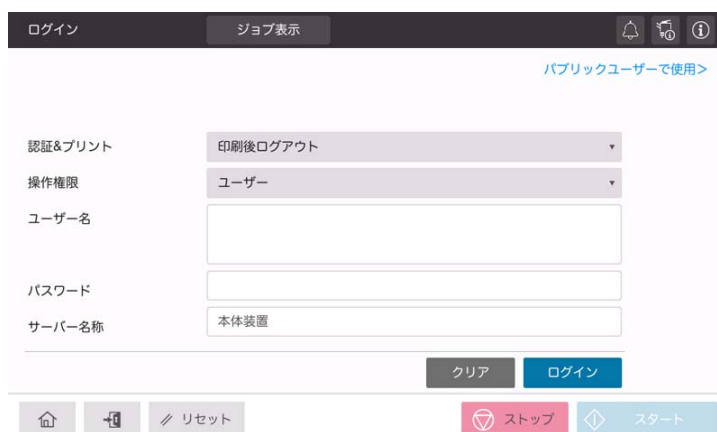 ログイン ジョブ表示
パブリックユーザーで使用>
認証&プリント 印刷後ログアウト
操作権限 ユーザー
ユーザー名
パスワード
サーバー名称 本体装置
クリア ログイン
リセット ストップ スタート